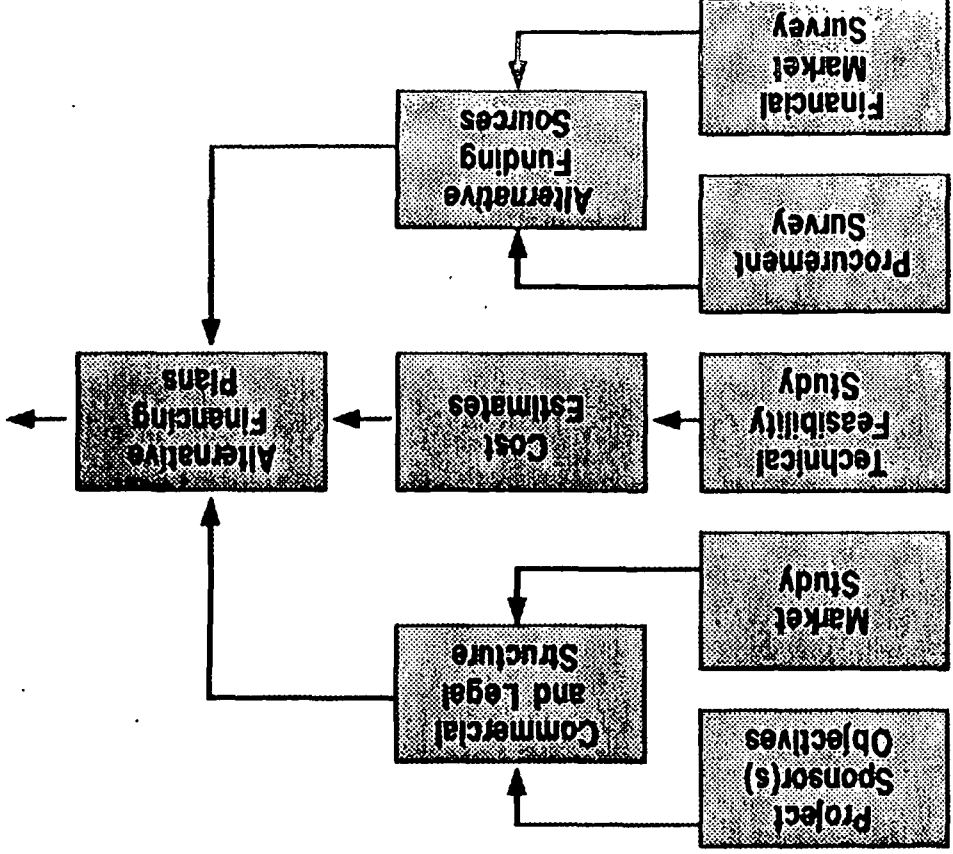 Project
Sponsor(s)
Objectives
Market
Study
Technical
Feasibility
Study
Procurement
Survey
Financial
Market
Survey
Commercial
and Legal
Structure
Cost
Estimates
Alternative
Funding
Sources
Alternative
Financing
Plans